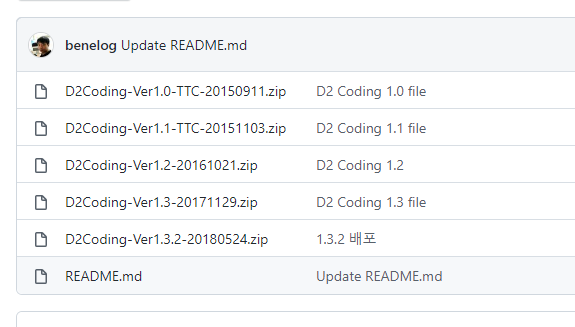 benelog Update README.md
D2Coding-Ver1.0-TTC-20150911.zip D2 Coding 1.0 file
D2Coding-Ver1.1-TTC-20151103.zip D2 Coding 1.1 file
D2Coding-Ver1.2-20161021.zip D2 Coding 1.2
D2Coding-Ver1.3-20171129.zip D2 Coding 1.3 file
D2Coding-Ver1.3.2-20180524.zip 1.3.2 배포
README.md Update README.md